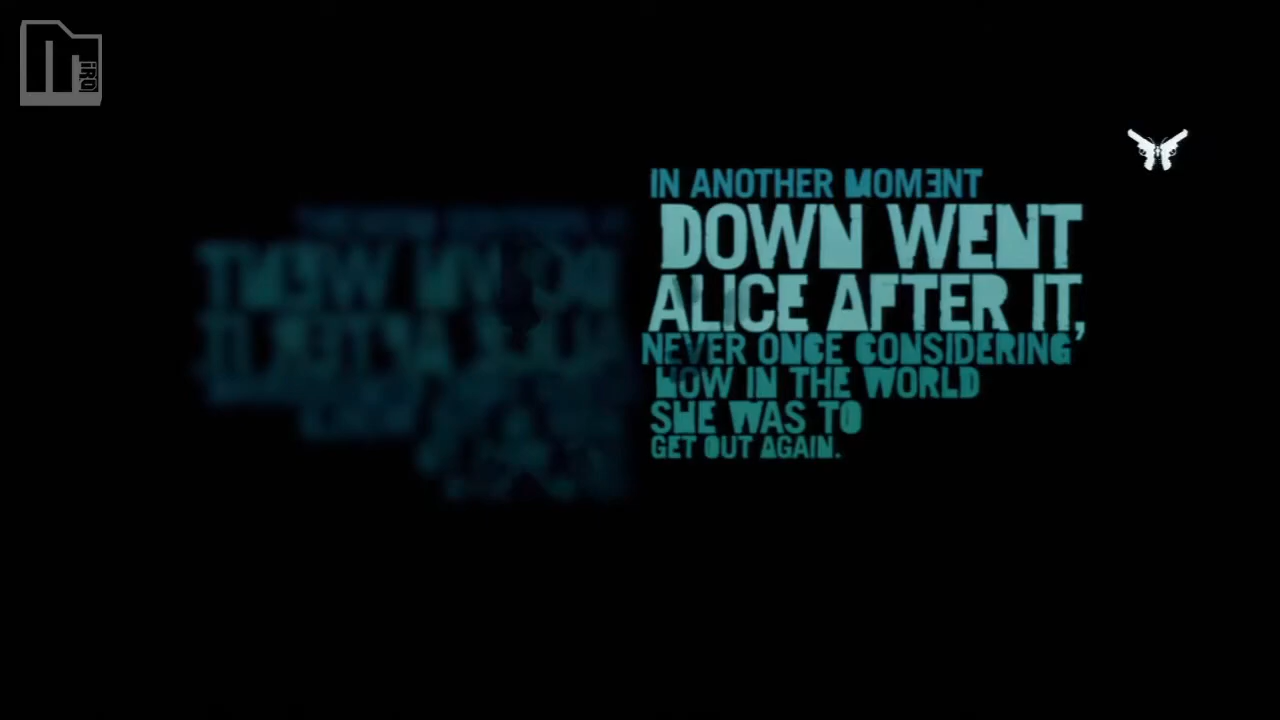 IN ANOTHER MOMENT
DOWN WENT
ALICE AFTER IT,
NEVER ONCE CONSIDERING
HOW IN THE WORLD
SHE WAS TO
GET OUT AGAIN.